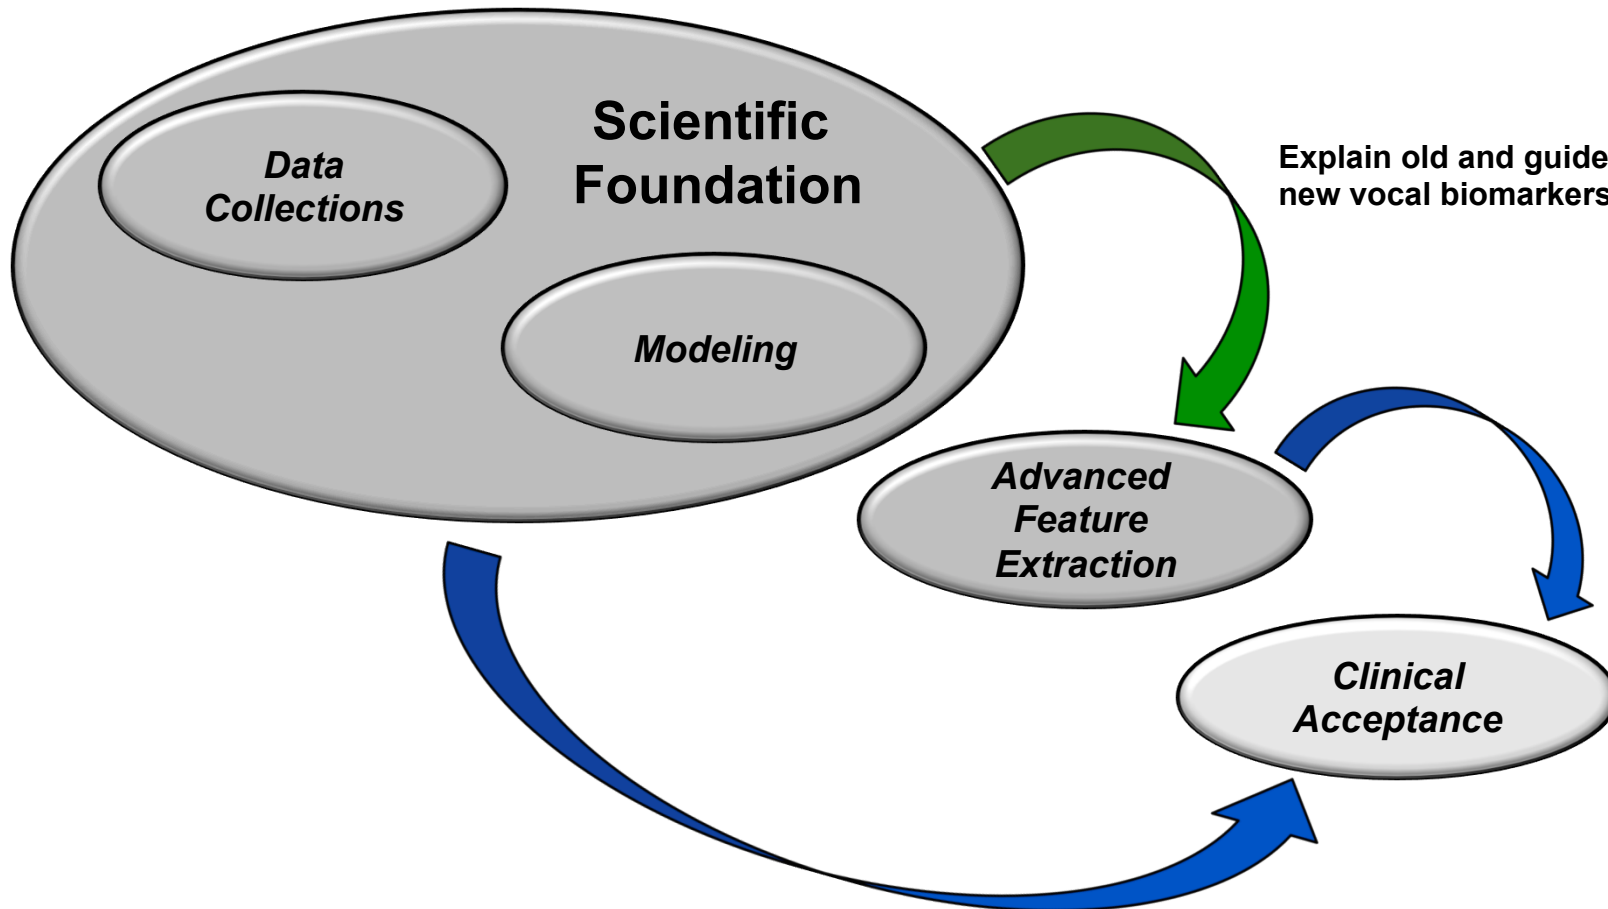 Scientific
Foundation
Data
Collections
Modeling
Explain old and guide
new vocal biomarkers
Advanced
Feature
Extraction
Clinical
Acceptance